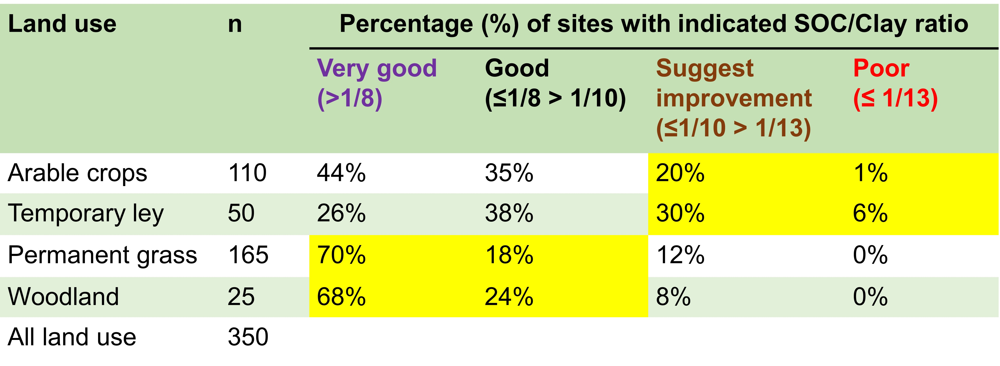 Land use n Percentage (%) of sites with indicated SOC/Clay ratio
Very good Good Suggest Poor
(>1/8) (≤1/8 > 1/10) improvement (≤ 1/13)
(≤1/10 > 1/13)
Arable crops 110 44% 35% 20% 1%
Temporary ley 50 26% 38% 30% 6%
Permanent grass 165 70% 18% 12% 0%
Woodland 25 68% 24% 8% 0%
All land use 350